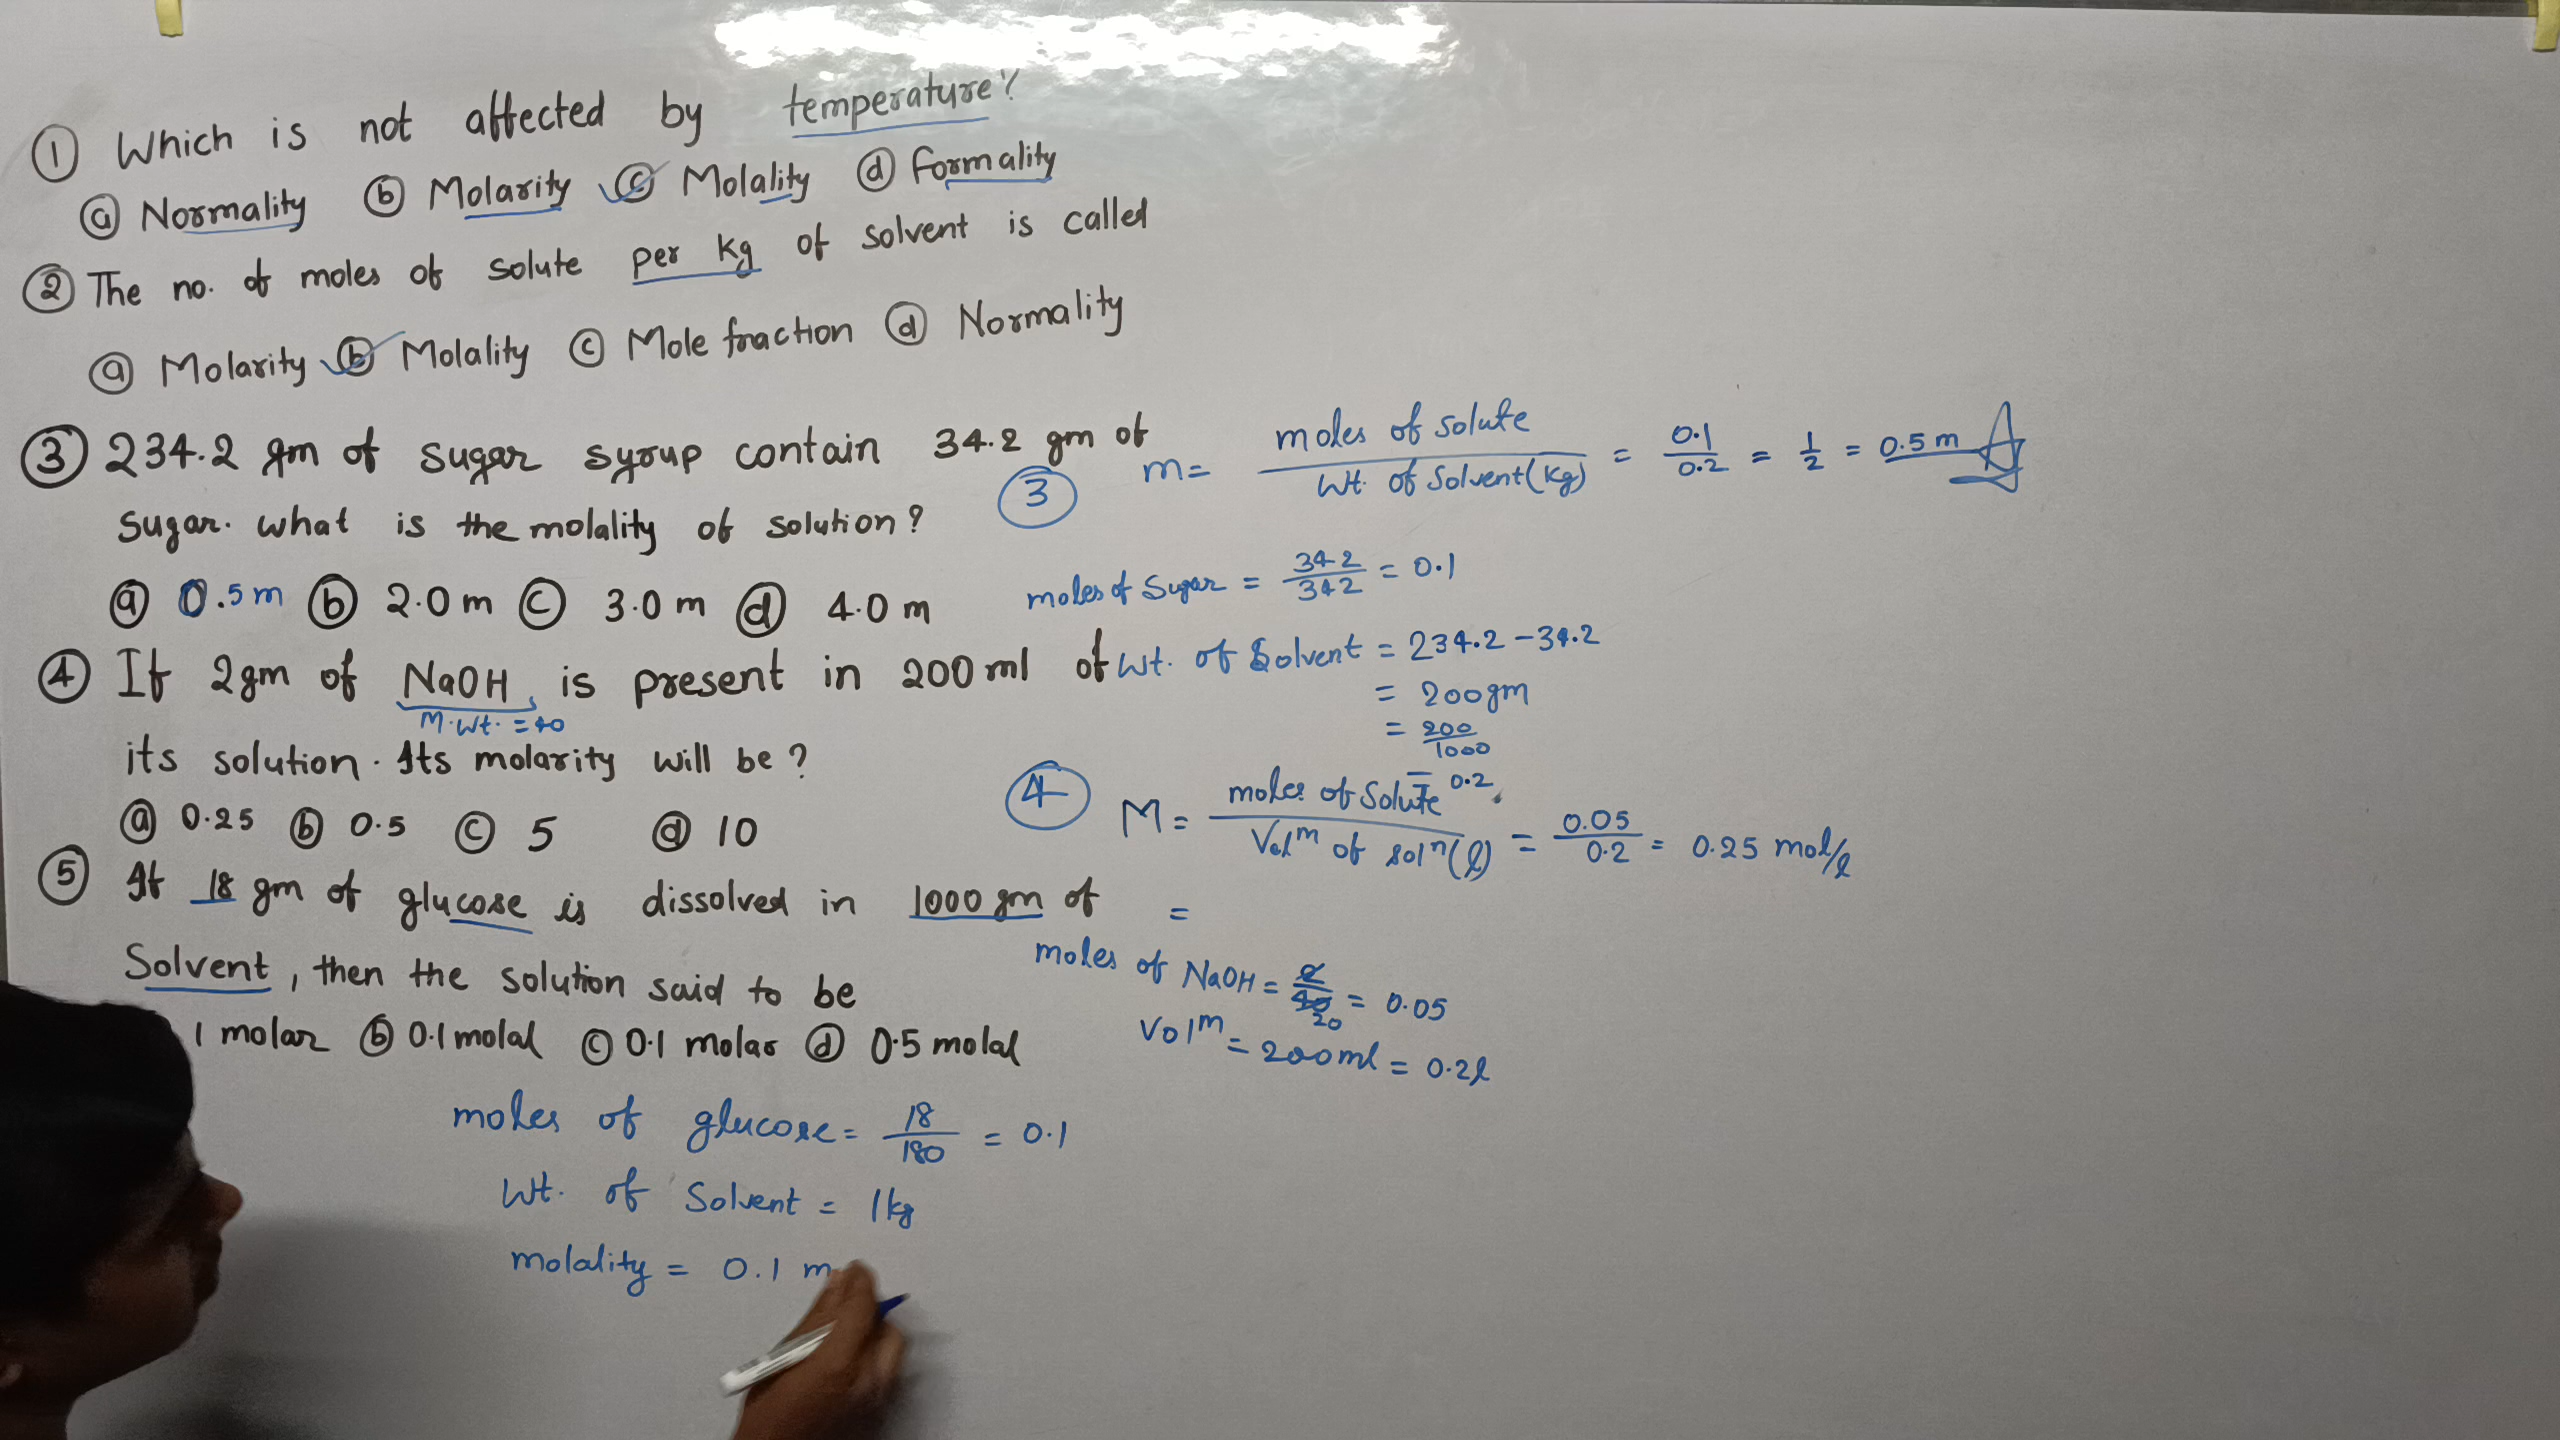 ① Which is not affected by temperature?
ⓐ Normality ⓑ Molarity ⓒ Molality ⓓ formality
② The no. of moles of solute per kg of solvent is called
ⓐ Molarity ⓑ Molality ⓒ Mole fraction ⓓ Normality
③ 234.2 gm of sugar syrup contain 34.2 gm of
sugar. what is the molality of solution?
ⓐ 0.5m ⓑ 2.0 m ⓒ 3.0 m ⓓ 4.0 m
④ If 2gm of NaOH is present in 200 ml of
M.Wt. = 40
its solution. Its molarity will be?
ⓐ 0.25 ⓑ 0.5 ⓒ 5 ⓓ 10
⑤ If 18 gm of glucose is dissolved in 1000 gm of
Solvent, then the solution said to be
1 molar ⓑ 0.1 molal ⓒ 0.1 molar ⓓ 0.5 molal
moles of glucose = 18/180 = 0.1
Wt. of Solvent = 1kg
molality = 0.1 m
③ m = moles of solute / Wt. of Solvent (kg) = 0.1/0.2 = 1/2 = 0.5 m
moles of Sugar = 34.2/342 = 0.1
Wt. of Solvent = 234.2 - 34.2
= 200gm
= 200/1000
= 0.2
④ M = moles of Solute / Volᵐ of solⁿ (l) = 0.05/0.2 = 0.25 mol/l
=
moles of NaOH = 2/40 = 0.05
20
Volᵐ = 200ml = 0.2l